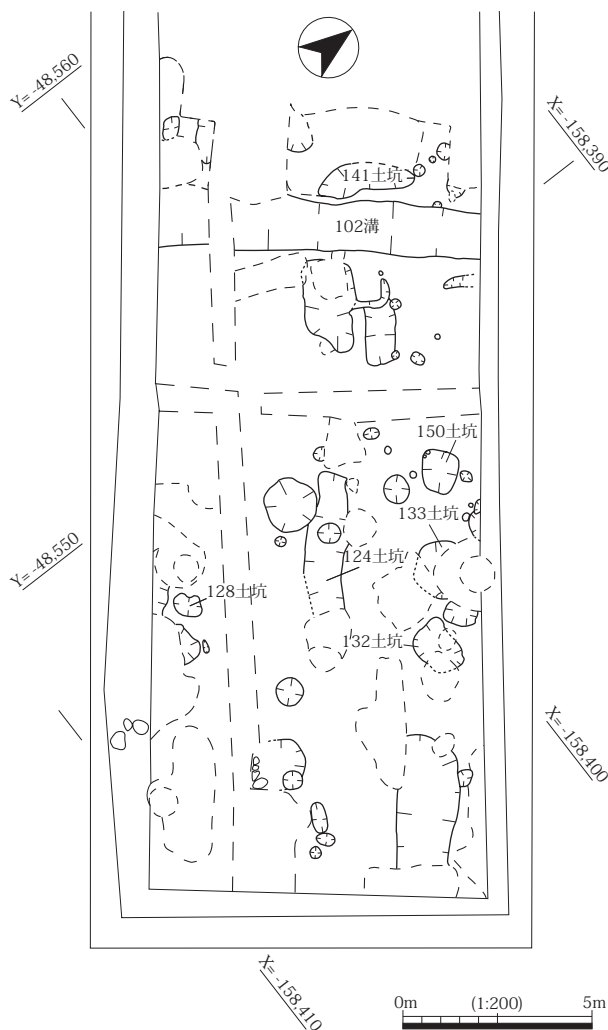 Y= -48,560
X= -158,390
141土坑
102溝
150土坑
133土坑
Y= -48,550
124土坑
128土坑
132土坑
X= -158,400
X= -158,410
0m (1:200) 5m